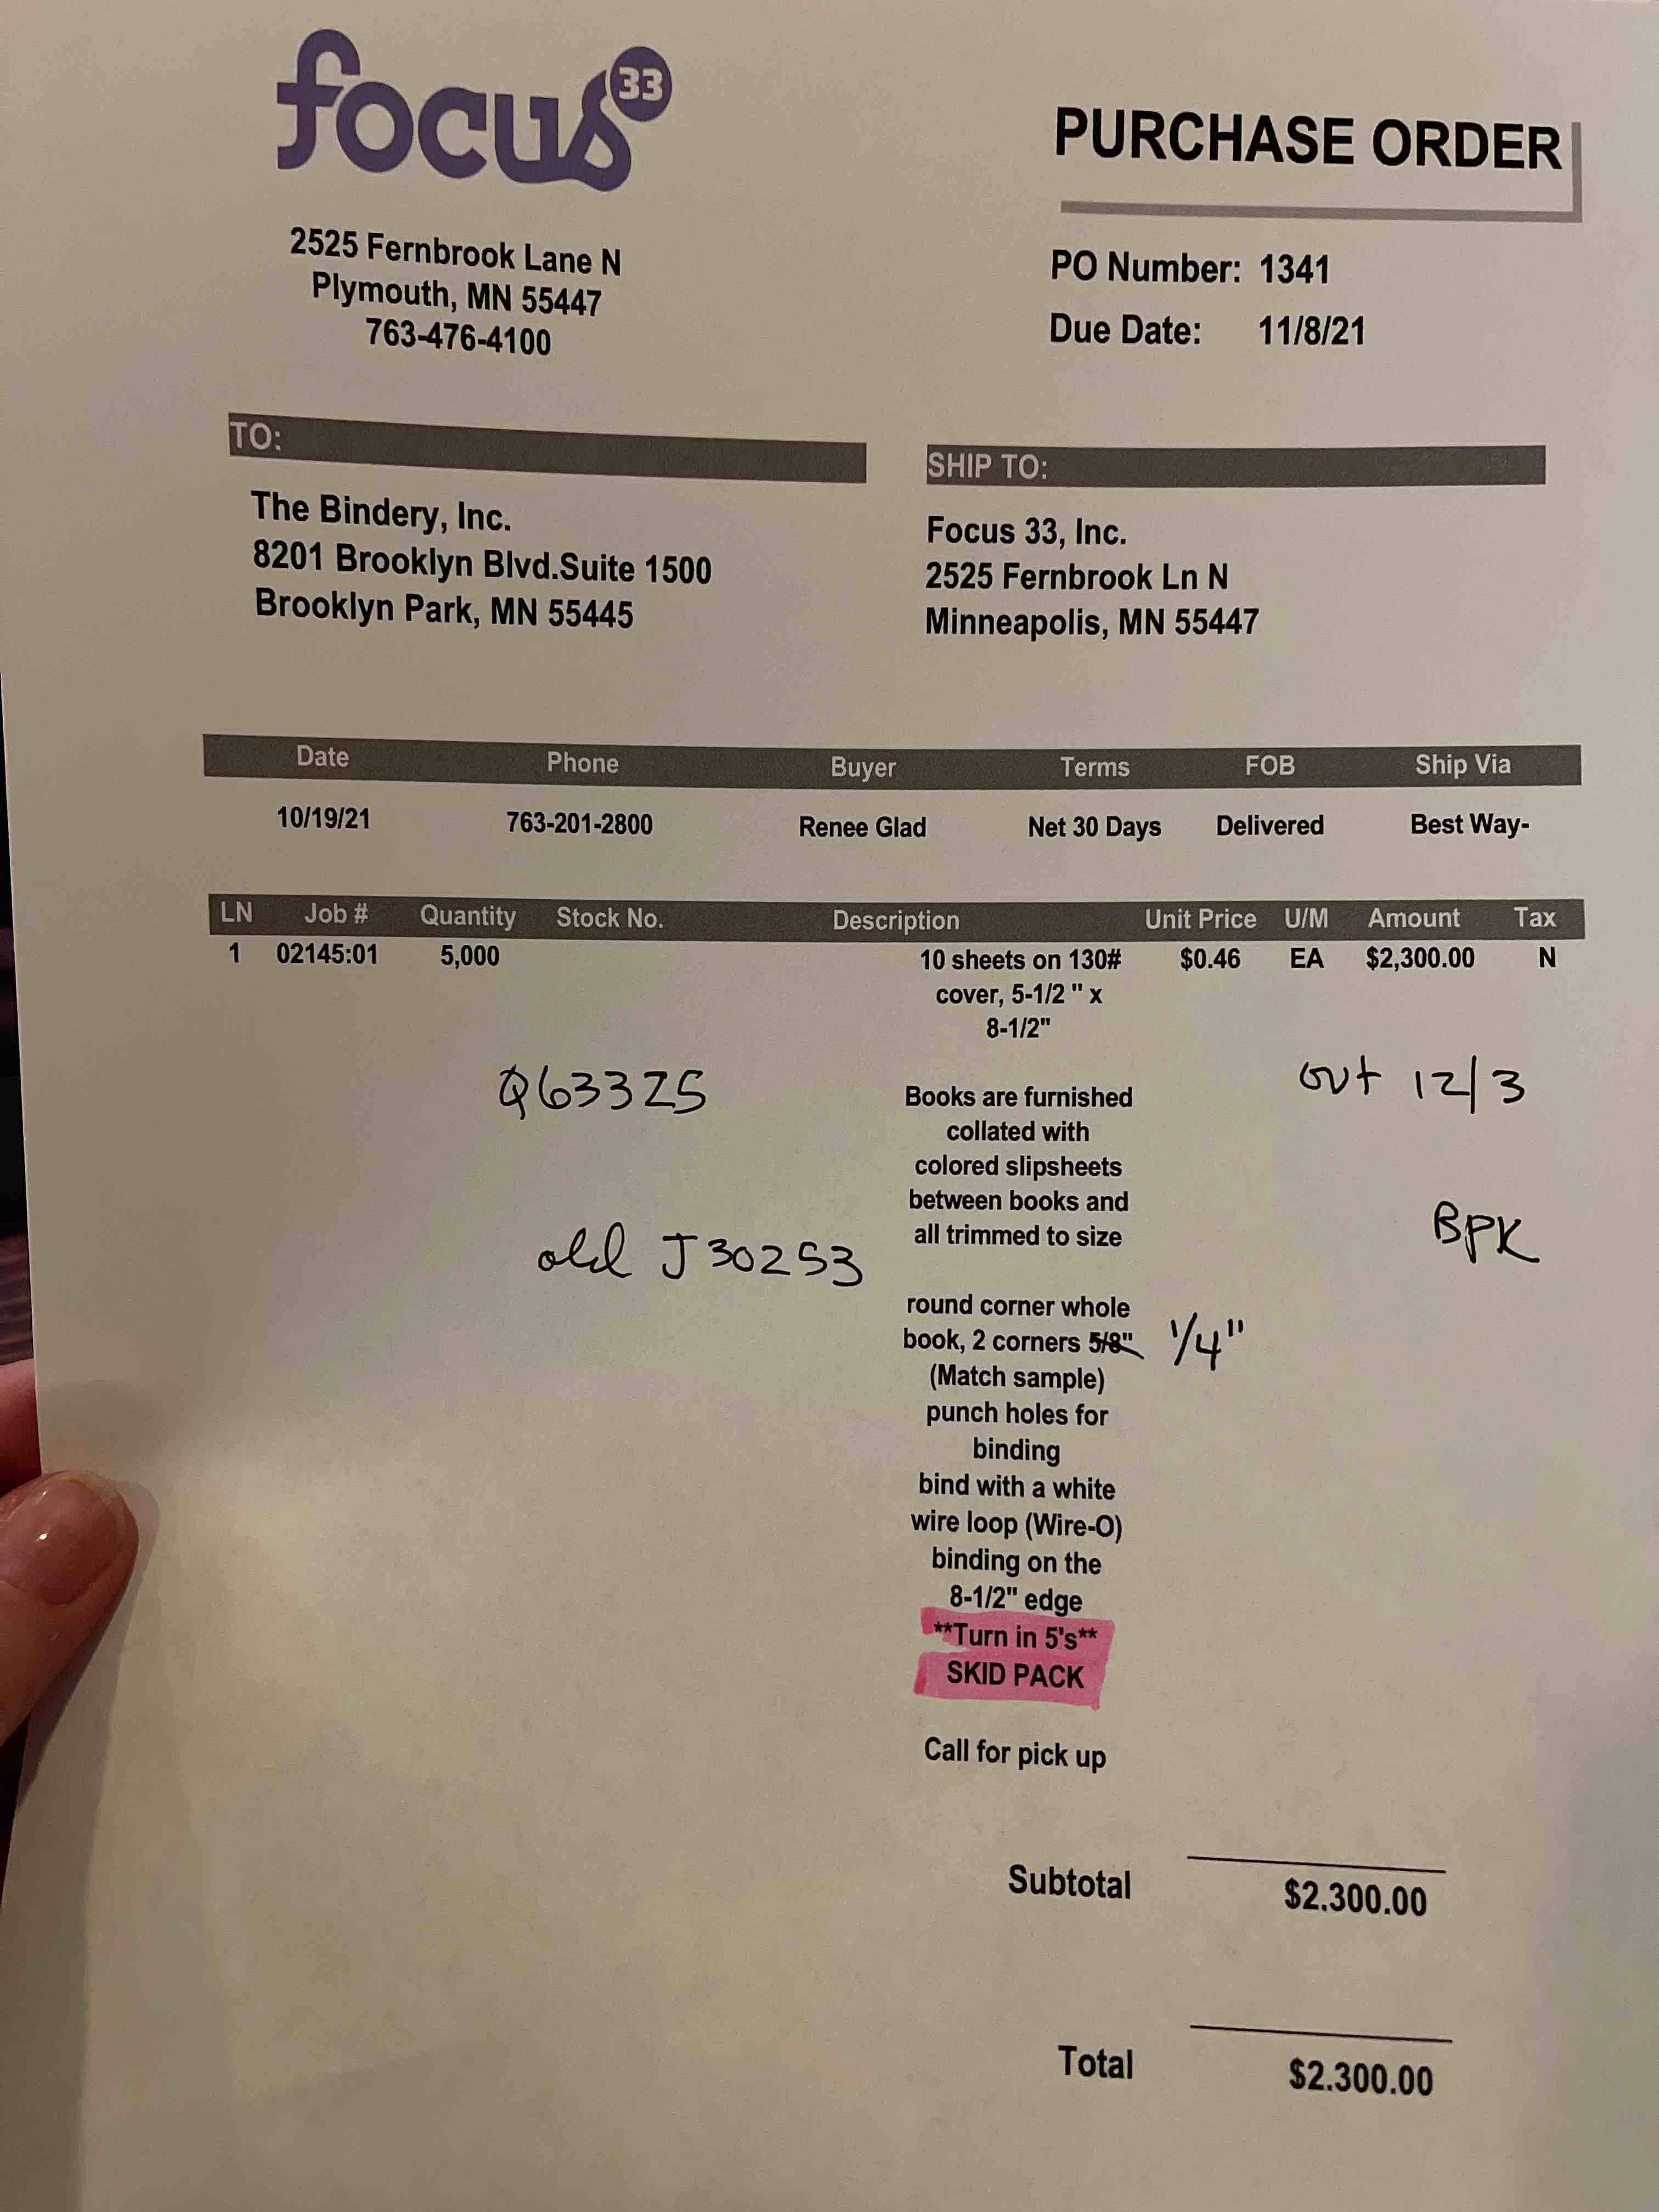 focus 33
PURCHASE ORDER
2525 Fernbrook Lane N
Plymouth, MN 55447
763-476-4100
PO Number: 1341
Due Date: 11/8/21
TO:
The Bindery, Inc.
8201 Brooklyn Blvd.Suite 1500
Brooklyn Park, MN 55445
SHIP TO:
Focus 33, Inc.
2525 Fernbrook Ln N
Minneapolis, MN 55447
Date Phone Buyer Terms FOB Ship Via
10/19/21 763-201-2800 Renee Glad Net 30 Days Delivered Best Way-
LN Job # Quantity Stock No. Description Unit Price U/M Amount Tax
1 02145:01 5,000 10 sheets on 130# $0.46 EA $2,300.00 N
cover, 5-1/2 " x
8-1/2"
Q63325
out 12/3
Books are furnished
collated with
colored slipsheets
between books and
all trimmed to size
old J30253
BPK
round corner whole
book, 2 corners 5/8" 1/4"
(Match sample)
punch holes for
binding
bind with a white
wire loop (Wire-O)
binding on the
8-1/2" edge
**Turn in 5's**
SKID PACK
Call for pick up
Subtotal $2.300.00
Total $2.300.00